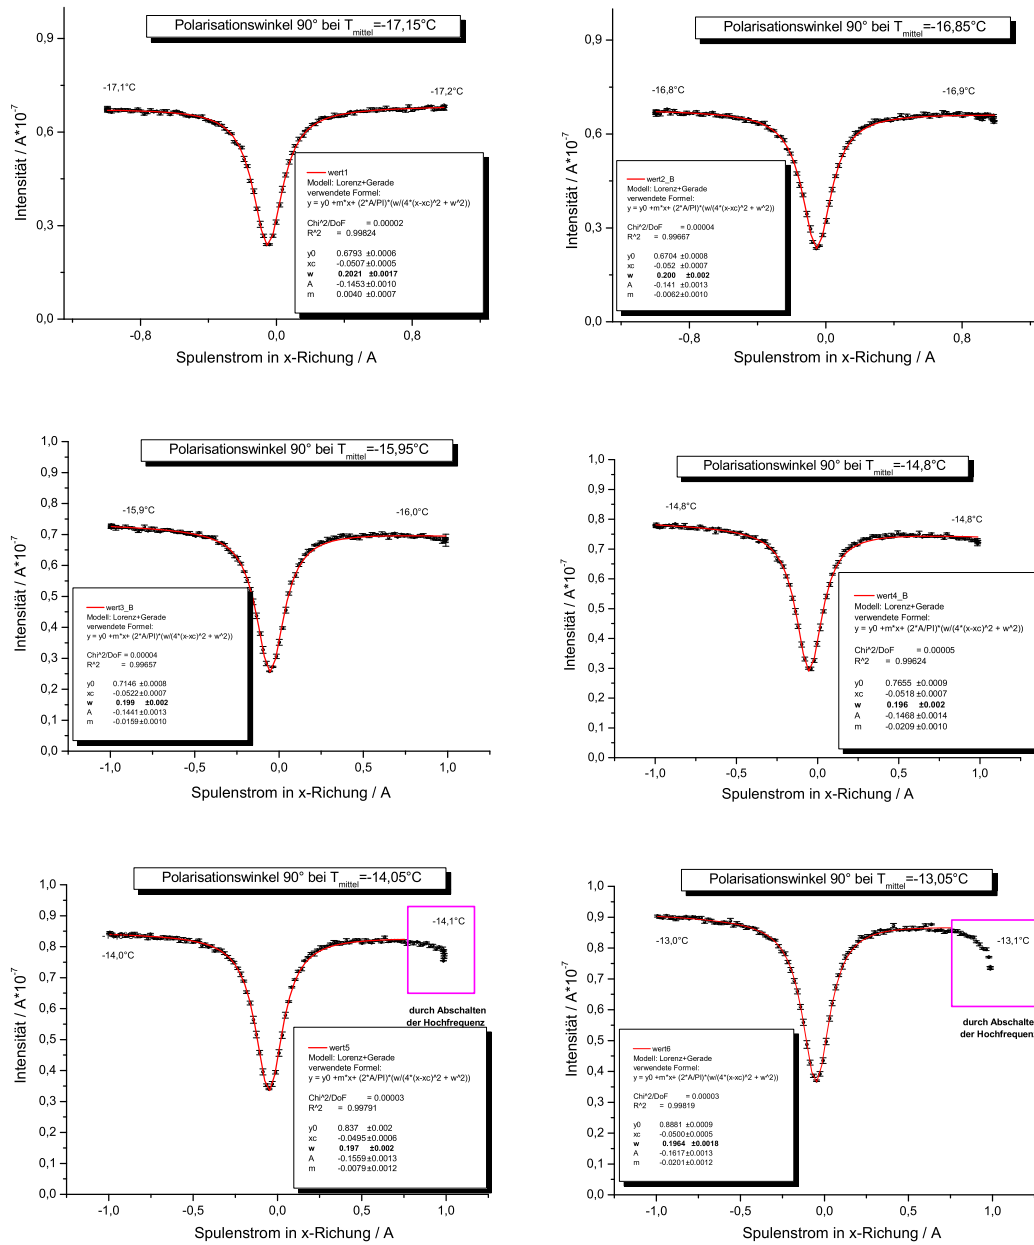 Polarisationswinkel 90° bei T_mittel=-17,15°C
0,9
0,6
0,3
0,0
Intensität / A*10^-7
-17,1°C
-17,2°C
wert1
Modell: Lorenz+Gerade
verwendete Formel:
y = y0 +m*x+ (2*A/PI)*(w/(4*(x-xc)^2 + w^2))
Chi^2/DoF = 0.00002
R^2 = 0.99824
y0 0.6793 ±0.0006
xc -0.0507±0.0005
w 0.2021 ±0.0017
A -0.1453±0.0010
m 0.0040 ±0.0007
-0,8
0,0
0,8
Spulenstrom in x-Richung / A
Polarisationswinkel 90° bei T_mittel=-16,85°C
0,9
0,6
0,3
0,0
Intensität / A*10^-7
-16,8°C
-16,9°C
wert2_B
Modell: Lorenz+Gerade
verwendete Formel:
y = y0 +m*x+ (2*A/PI)*(w/(4*(x-xc)^2 + w^2))
Chi^2/DoF = 0.00004
R^2 = 0.99667
y0 0.6704 ±0.0008
xc -0.052 ±0.0007
w 0.200 ±0.002
A -0.141 ±0.0013
m -0.0062±0.0010
-0,8
0,0
0,8
Spulenstrom in x-Richung / A
Polarisationswinkel 90° bei T_mittel=-15,95°C
1,0
0,9
0,8
0,7
0,6
0,5
0,4
0,3
0,2
0,1
0,0
Intensität / A*10^-7
-15,9°C
-16,0°C
wert3_B
Modell: Lorenz+Gerade
verwendete Formel:
y = y0 +m*x+ (2*A/PI)*(w/(4*(x-xc)^2 + w^2))
Chi^2/DoF = 0.00004
R^2 = 0.99657
y0 0.7146 ±0.0008
xc -0.0522±0.0007
w 0.199 ±0.002
A -0.1441±0.0013
m -0.0159±0.0010
-1,0
-0,5
0,0
0,5
1,0
Spulenstrom in x-Richung / A
Polarisationswinkel 90° bei T_mittel=-14,8°C
1,0
0,9
0,8
0,7
0,6
0,5
0,4
0,3
0,2
0,1
0,0
Intensität / A*10^-7
-14,8°C
-14,8°C
wert4_B
Modell: Lorenz+Gerade
verwendete Formel:
y = y0 +m*x+ (2*A/PI)*(w/(4*(x-xc)^2 + w^2))
Chi^2/DoF = 0.00005
R^2 = 0.99624
y0 0.7655 ±0.0009
xc -0.0518 ±0.0007
w 0.196 ±0.002
A -0.1468 ±0.0014
m -0.0209 ±0.0010
-1,0
-0,5
0,0
0,5
1,0
Spulenstrom in x-Richung / A
Polarisationswinkel 90° bei T_mittel=-14,05°C
1,0
0,9
0,8
0,7
0,6
0,5
0,4
0,3
0,2
0,1
0,0
Intensität / A*10^-7
-14,0°C
-14,1°C
durch Abschalten
der Hochfrequenz
wert5
Modell: Lorenz+Gerade
verwendete Formel:
y = y0 +m*x+ (2*A/PI)*(w/(4*(x-xc)^2 + w^2))
Chi^2/DoF = 0.00003
R^2 = 0.99791
y0 0.837 ±0.002
xc -0.0495±0.0006
w 0.197 ±0.002
A -0.1559±0.0013
m -0.0079±0.0012
-1,0
-0,5
0,0
0,5
1,0
Spulenstrom in x-Richung / A
Polarisationswinkel 90° bei T_mittel=-13,05°C
1,0
0,9
0,8
0,7
0,6
0,5
0,4
0,3
0,2
0,1
0,0
Intensität / A*10^-7
-13,0°C
-13,1°C
durch Abschalte
der Hochfrequen
wert6
Modell: Lorenz+Gerade
verwendete Formel:
y = y0 +m*x+ (2*A/PI)*(w/(4*(x-xc)^2 + w^2))
Chi^2/DoF = 0.00003
R^2 = 0.99819
y0 0.8881 ±0.0009
xc -0.0500±0.0005
w 0.1964 ±0.0018
A -0.1617±0.0013
m -0.0201±0.0012
-1,0
-0,5
0,0
0,5
1,0
Spulenstrom in x-Richung / A